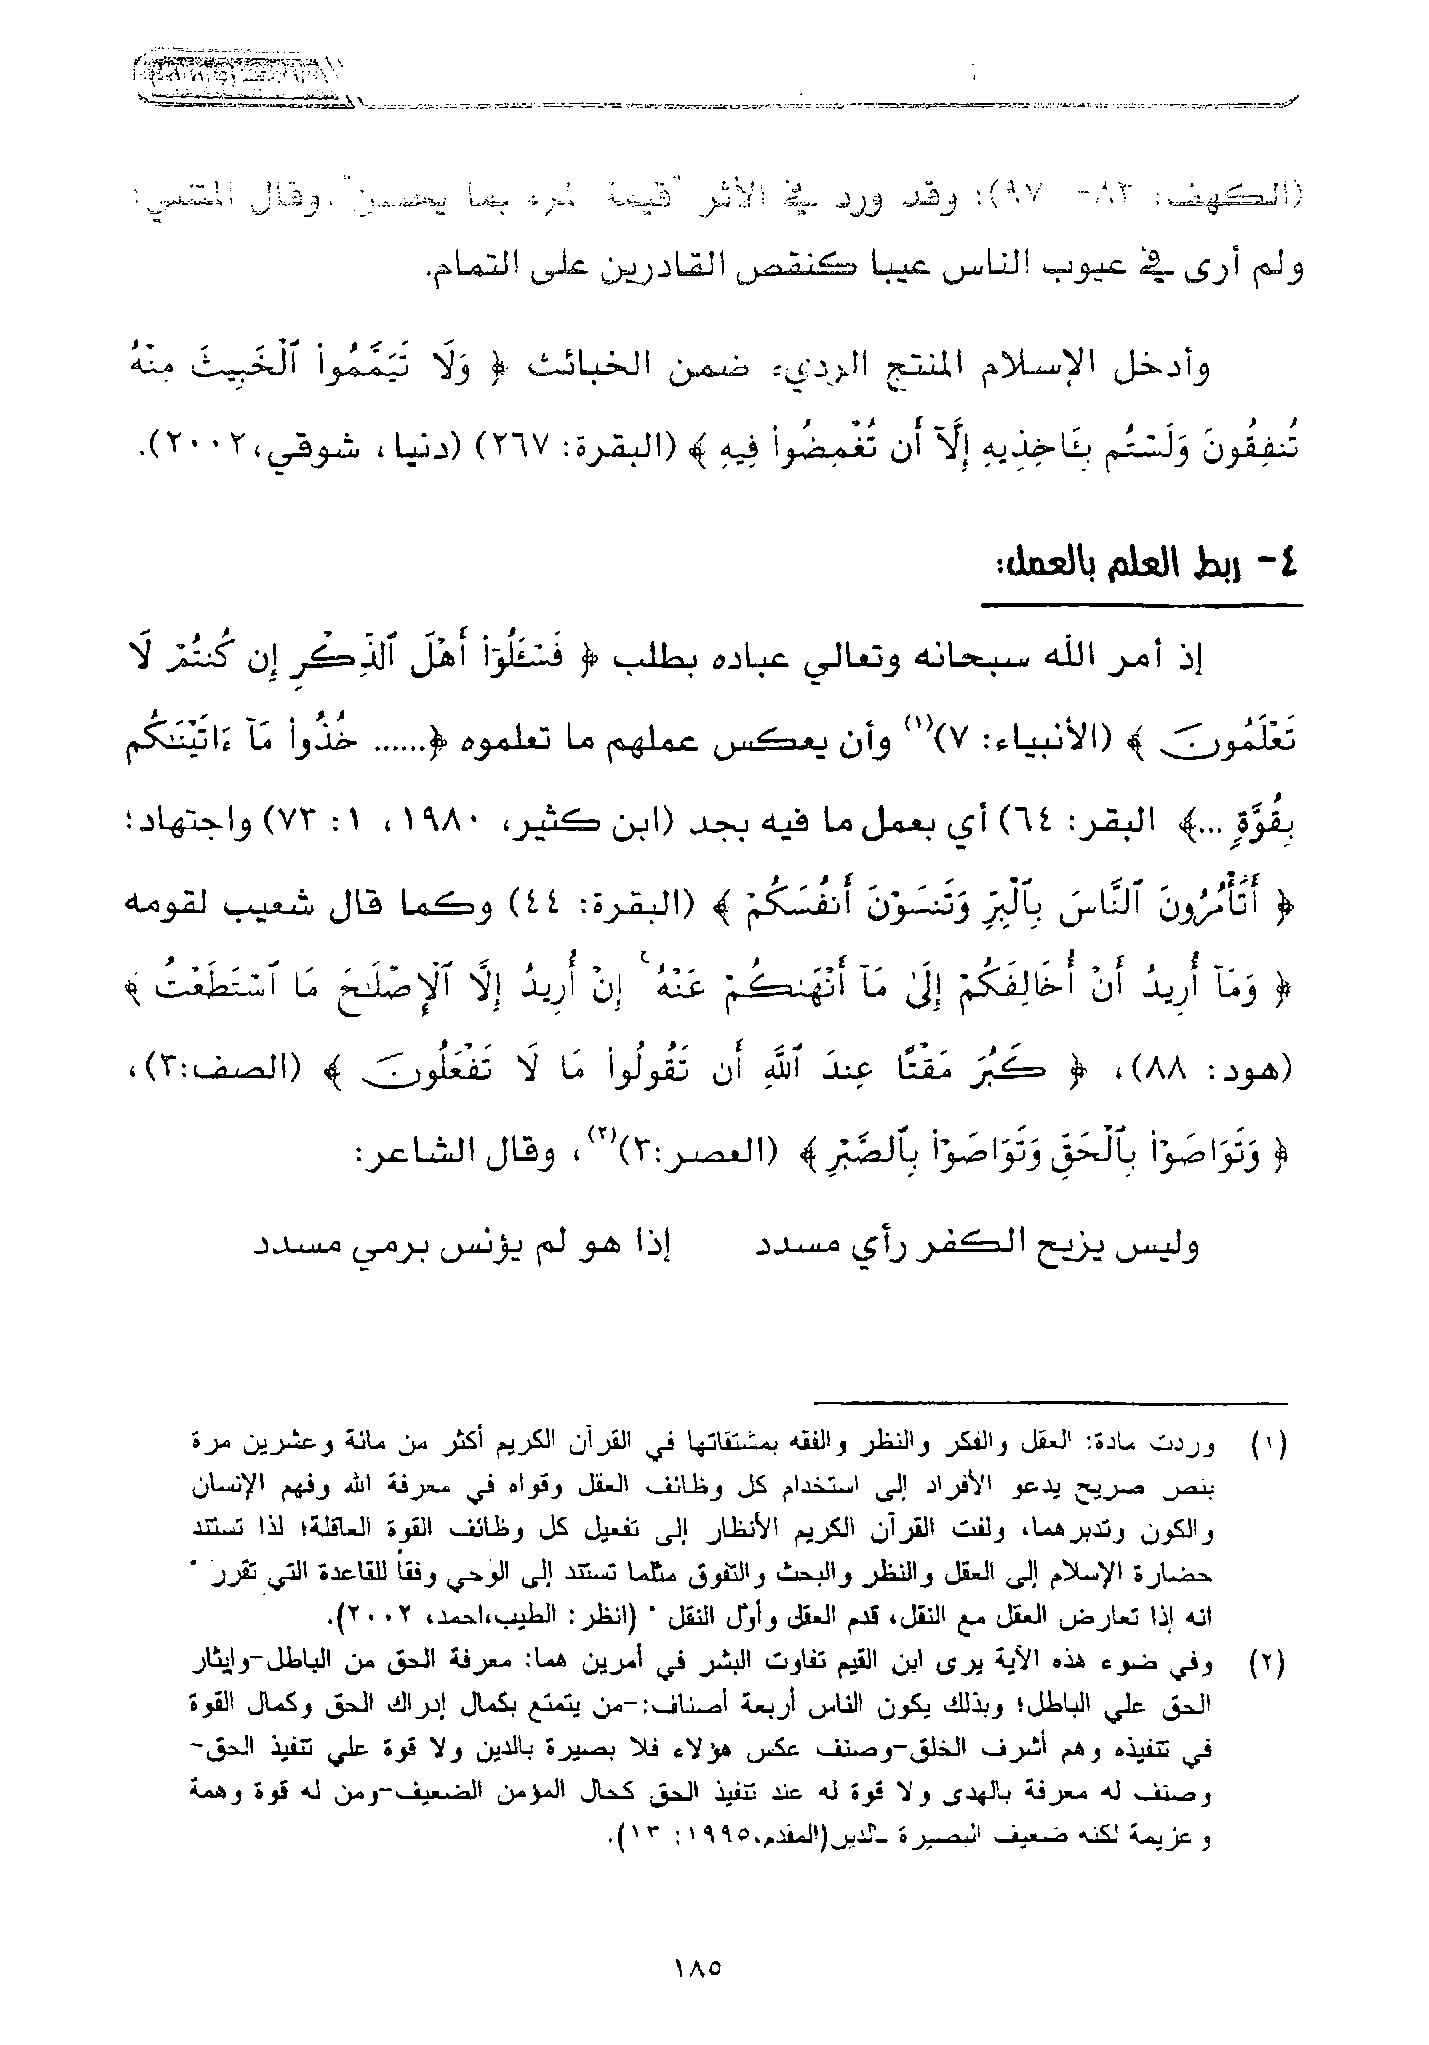 (الكهف: ٨٣- ٩٧): وقد ورد في الأثر "قيمة المرء بما يحسن"، وقال المتنبي:
ولم أرى في عيوب الناس عيبا كنقص القادرين على التمام.
وأدخل الإسلام المنتج الرديء ضمن الخبائث ﴿ وَلَا تَيَمَّمُوا۟ ٱلْخَبِيثَ مِنْهُ
تُنفِقُونَ وَلَسْتُم بِـَٔاخِذِيهِ إِلَّآ أَن تُغْمِضُوا۟ فِيهِ ﴾ (البقرة: ٢٦٧) (دنيا، شوقي،٢٠٠٢).
٤- ربط العلم بالعمل:
إذ أمر الله سبحانه وتعالي عباده بطلب ﴿ فَسْـَٔلُوٓا۟ أَهْلَ ٱلذِّكْرِ إِن كُنتُمْ لَا
تَعْلَمُونَ ﴾ (الأنبياء: ٧)(١) وأن يعكس عملهم ما تعلموه ﴿...... خُذُوا۟ مَآ ءَاتَيْنَـٰكُم
بِقُوَّةٍ ...﴾ البقر: ٦٤) أي بعمل ما فيه بجد (ابن كثير، ١٩٨٠، ١: ٧٣) واجتهاد؛
﴿ أَتَأْمُرُونَ ٱلنَّاسَ بِٱلْبِرِّ وَتَنسَوْنَ أَنفُسَكُمْ ﴾ (البقرة: ٤٤) وكما قال شعيب لقومه
﴿ وَمَآ أُرِيدُ أَنْ أُخَالِفَكُمْ إِلَىٰ مَآ أَنْهَىٰكُمْ عَنْهُ ۚ إِنْ أُرِيدُ إِلَّا ٱلْإِصْلَـٰحَ مَا ٱسْتَطَعْتُ ﴾
(هود: ٨٨)، ﴿ كَبُرَ مَقْتًا عِندَ ٱللَّهِ أَن تَقُولُوا۟ مَا لَا تَفْعَلُونَ ﴾ (الصف:٣)،
﴿ وَتَوَاصَوْا۟ بِٱلْحَقِّ وَتَوَاصَوْا۟ بِٱلصَّبْرِ ﴾ (العصر:٣)(٢)، وقال الشاعر:
وليس يزيح الكفر رأي مسدد إذا هو لم يؤنس برمي مسدد
(١) وردت مادة: العقل والفكر والنظر والفقه بمشتقاتها في القرآن الكريم أكثر من مائة وعشرين مرة
بنص صريح يدعو الأفراد إلى استخدام كل وظائف العقل وقواه في معرفة الله وفهم الإنسان
والكون وتدبرهما، ولفت القرآن الكريم الأنظار إلى تفعيل كل وظائف القوة العاقلة؛ لذا تستند
حضارة الإسلام إلى العقل والنظر والبحث والتفوق مثلما تستند إلى الوحي وفقاً للقاعدة التي تقرر "
انه إذا تعارض العقل مع النقل، قدم العقل وأول النقل " (انظر: الطيب،احمد، ٢٠٠٢).
(٢) وفي ضوء هذه الآية يرى ابن القيم تفاوت البشر في أمرين هما: معرفة الحق من الباطل-وإيثار
الحق علي الباطل؛ وبذلك يكون الناس أربعة أصناف:-من يتمتع بكمال إدراك الحق وكمال القوة
في تنفيذه وهم أشرف الخلق-وصنف عكس هؤلاء فلا بصيرة بالدين ولا قوة علي تنفيذ الحق-
وصنف له معرفة بالهدى ولا قوة له عند تنفيذ الحق كحال المؤمن الضعيف-ومن له قوة وهمة
وعزيمة لكنه ضعيف البصيرة بالدين(المقدم،١٩٩٥: ١٣).
١٨٥